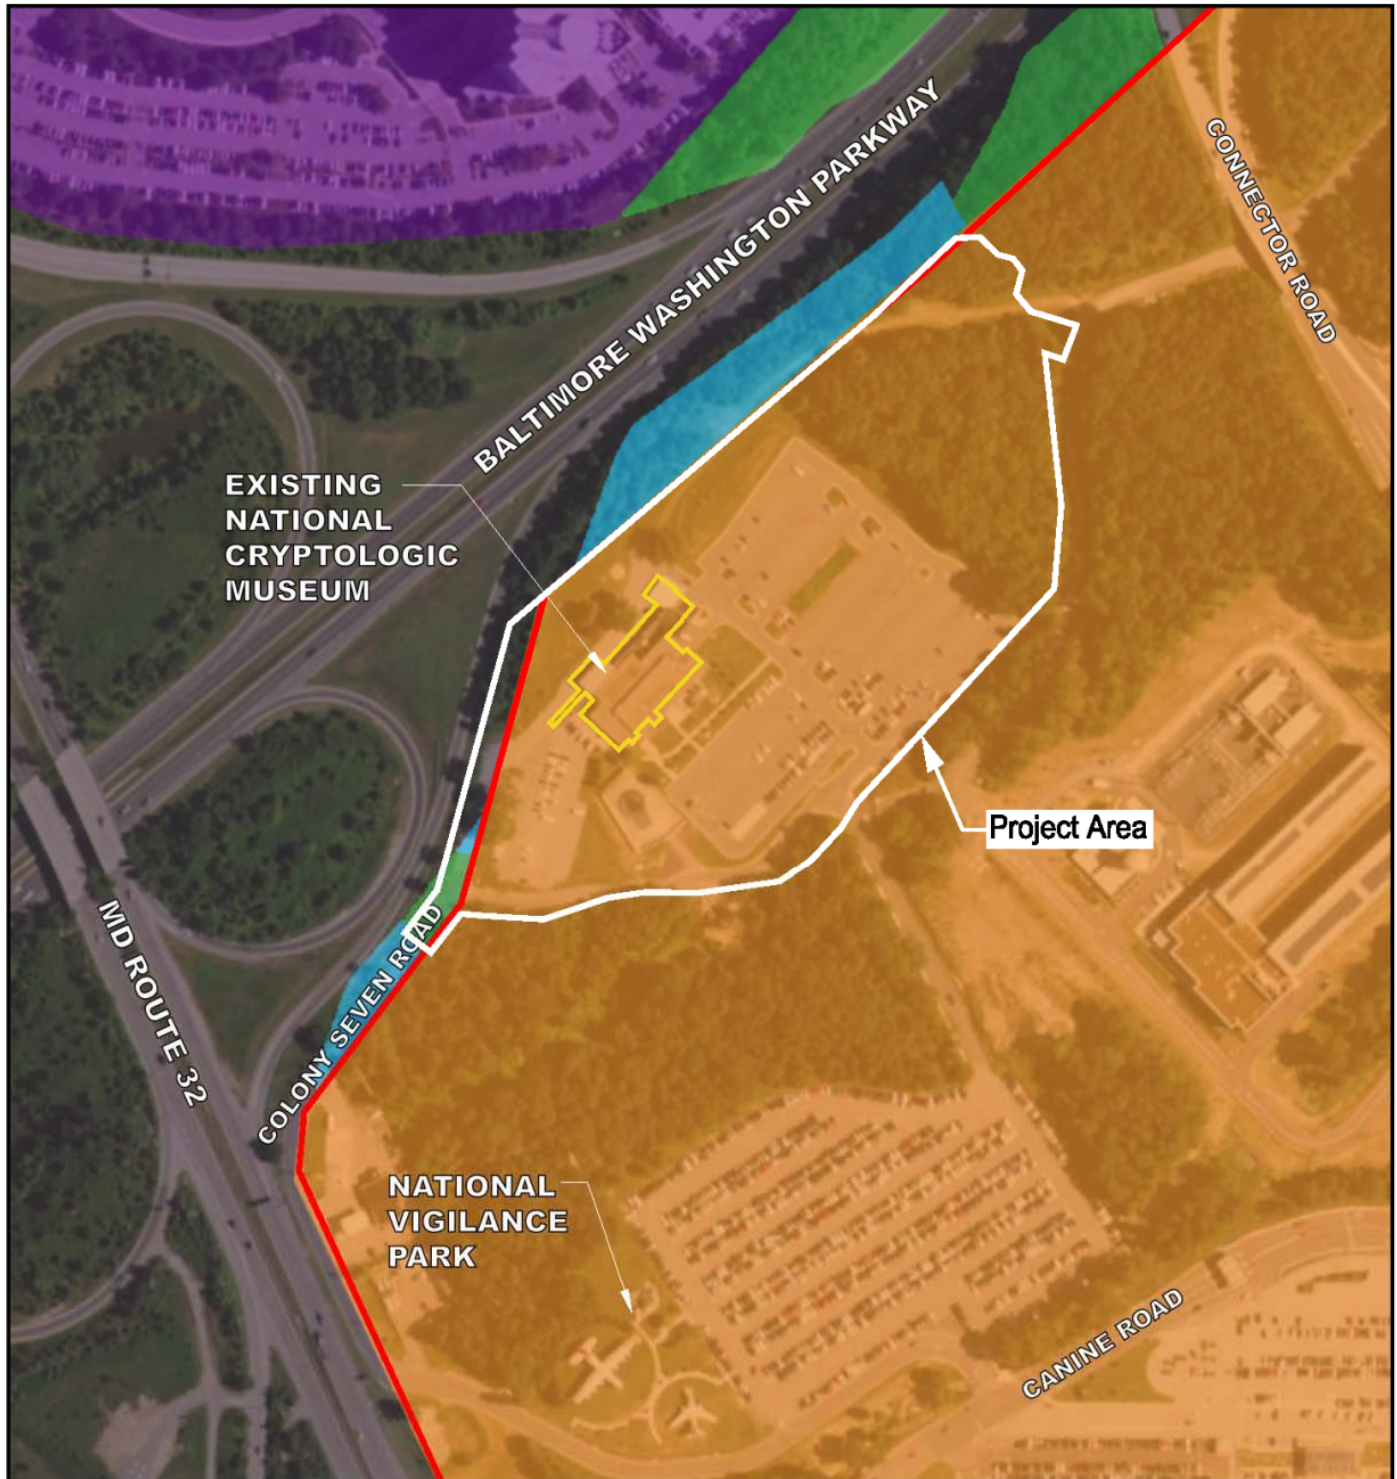 BALTIMORE WASHINGTON PARKWAY
CONNECTOR ROAD
EXISTING
NATIONAL
CRYPTOLOGIC
MUSEUM
Project Area
MD ROUTE 32
COLONY SEVEN ROAD
NATIONAL
VIGILANCE
PARK
CANINE ROAD